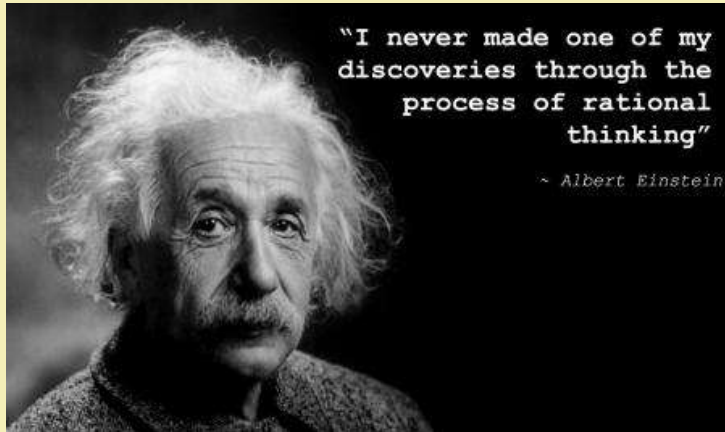 “I never made one of my
discoveries through the
process of rational
thinking”
~ Albert Einstein